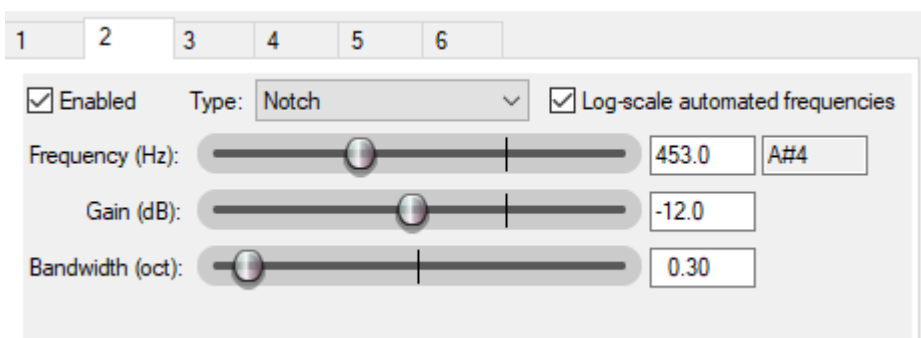 1 2 3 4 5 6
Enabled Type: Notch Log-scale automated frequencies
Frequency (Hz): 453.0 A#4
Gain (dB): -12.0
Bandwidth (oct): 0.30